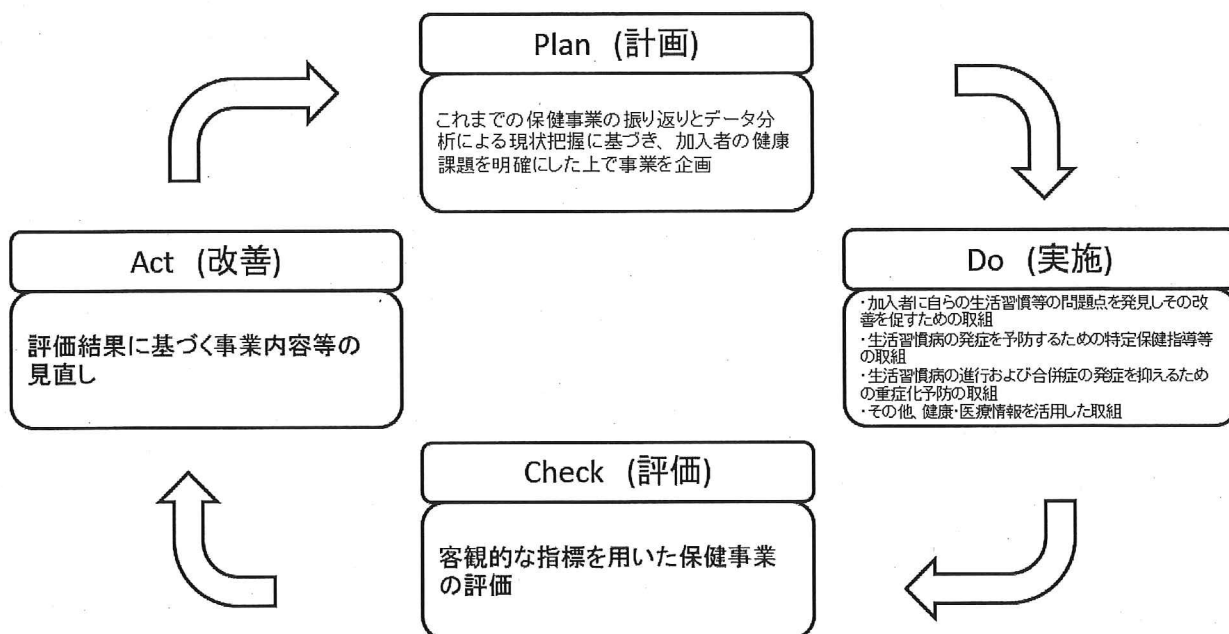 Plan (計画)
これまでの保健事業の振り返りとデータ分
析による現状把握に基づき、加入者の健康
課題を明確にした上で事業を企画
Do (実施)
・加入者に自らの生活習慣等の問題点を発見しその改
善を促すための取組
・生活習慣病の発症を予防するための特定保健指導等
の取組
・生活習慣病の進行および合併症の発症を抑えるため
の重症化予防の取組
・その他、健康・医療情報を活用した取組
Check (評価)
客観的な指標を用いた保健事業
の評価
Act (改善)
評価結果に基づく事業内容等の
見直し